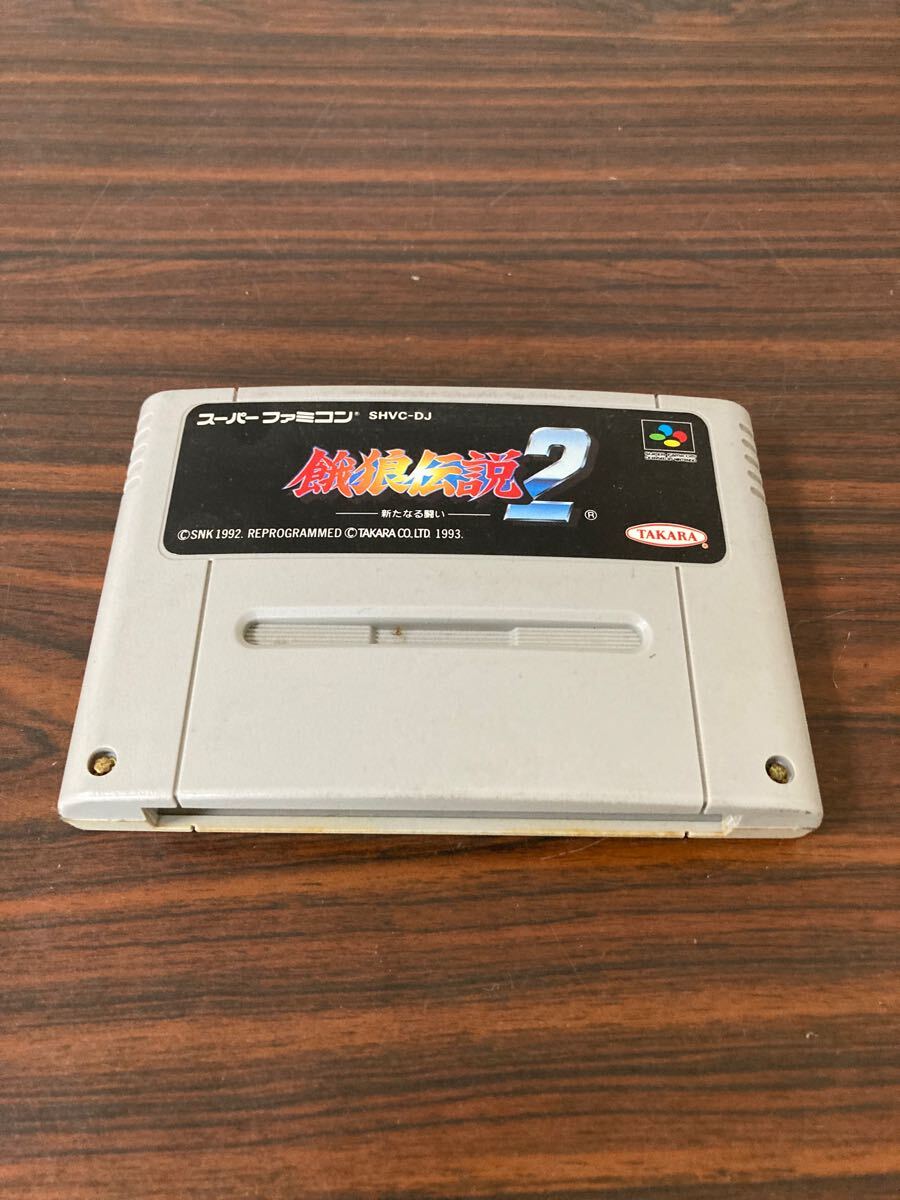 スーパーファミコン® SHVC-DJ
餓狼伝説2
新たなる闘い ®
©SNK 1992. REPROGRAMMED ©TAKARA CO.,LTD. 1993.
TAKARA®